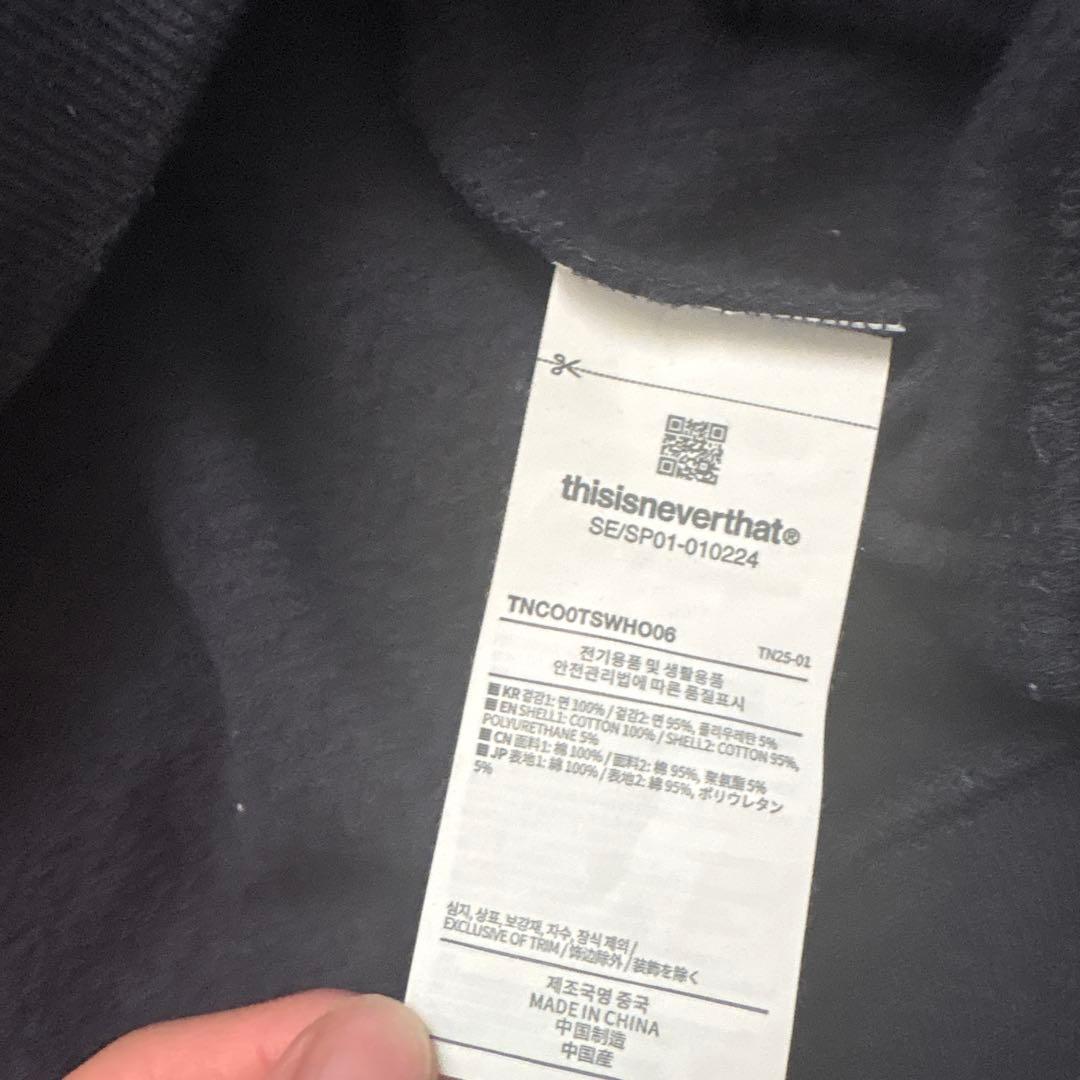 thisisneverthat®
SE/SP01-010224
TNCO0TSWHO06
TN25-01
전기용품 및 생활용품
안전관리법에 따른 품질표시
KR 겉감1: 면 100% / 겉감2: 면 95%, 폴리우레탄 5%
EN SHELL1: COTTON 100% / SHELL2: COTTON 95%,
POLYURETHANE 5%
CN 面料1: 棉 100% / 面料2: 棉 95%, 聚氨酯 5%
JP 表地1: 綿 100% / 表地2: 綿 95%, ポリウレタン
5%
심지, 상표, 보강재, 자수, 장식 제외/
EXCLUSIVE OF TRIM / 饰边除外 / 装飾を除く
제조국명 중국
MADE IN CHINA
中国制造
中国産